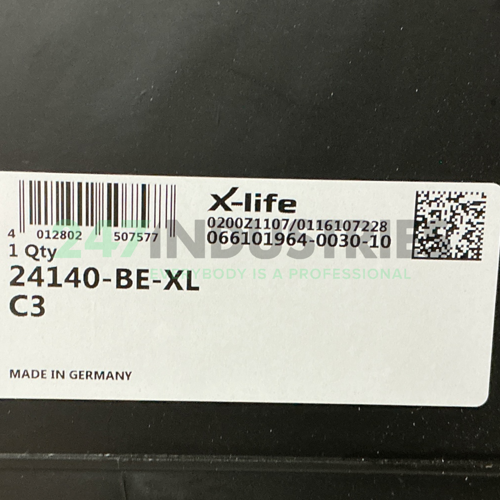 X-life
0200Z1107/0116107228
066101964-0030-10
4 012802 507577
1 Qty
247INDUSTRIES
EVERYBODY IS A PROFESSIONAL
24140-BE-XL
C3
MADE IN GERMANY